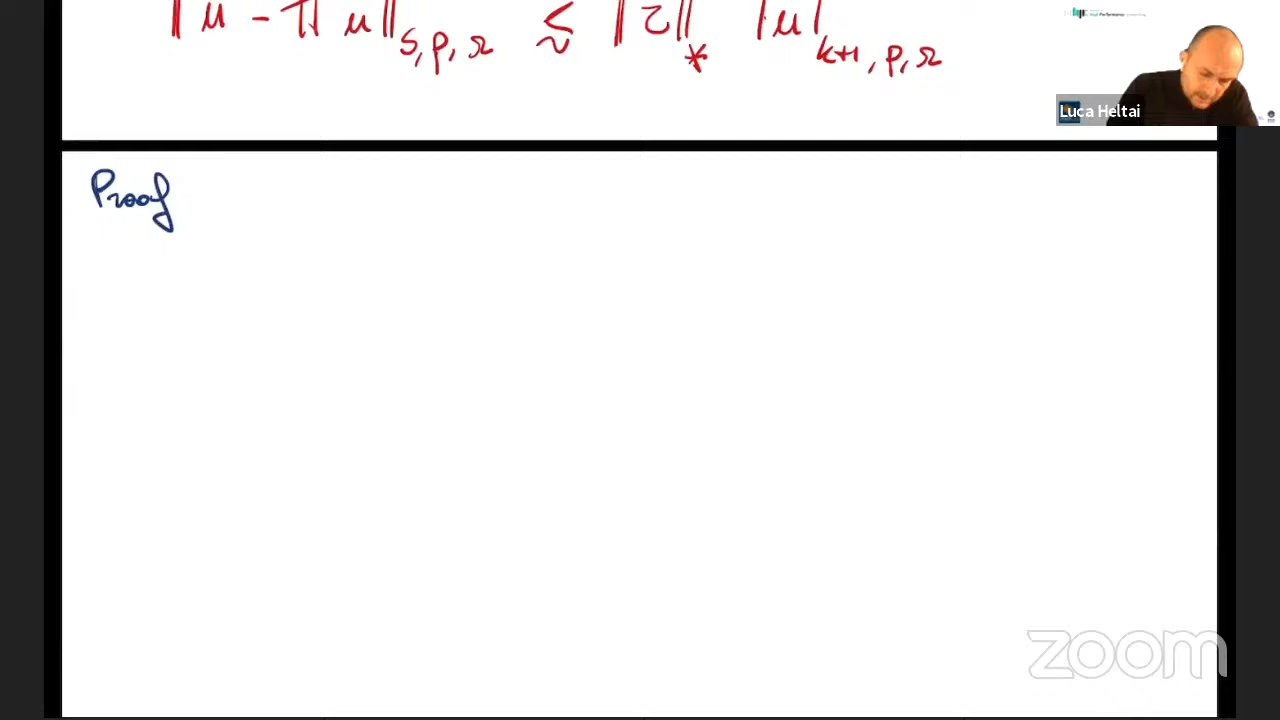 ‖u - Πu‖_{s,p,Ω} ≲ ‖τ‖_* |u|_{k+1,p,Ω}
Luca Heltai
Proof
zoom